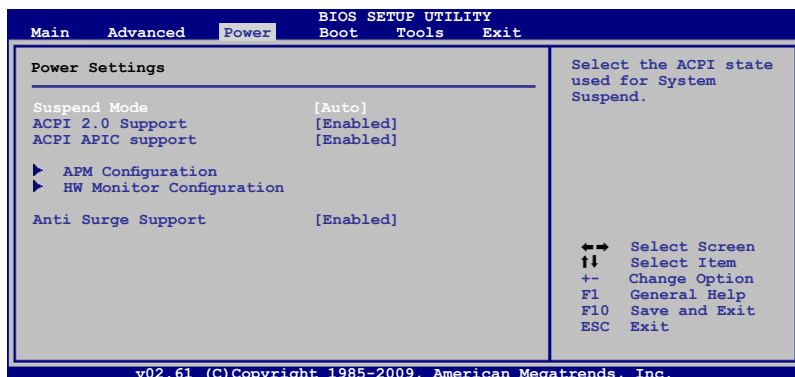 BIOS SETUP UTILITY
Main Advanced Power Boot Tools Exit
Power Settings
Suspend Mode [Auto]
ACPI 2.0 Support [Enabled]
ACPI APIC support [Enabled]
APM Configuration
HW Monitor Configuration
Anti Surge Support [Enabled]
Select the ACPI state
used for System
Suspend.
←→ Select Screen
↑↓ Select Item
+- Change Option
F1 General Help
F10 Save and Exit
ESC Exit
v02.61 (C)Copyright 1985-2009, American Megatrends, Inc.